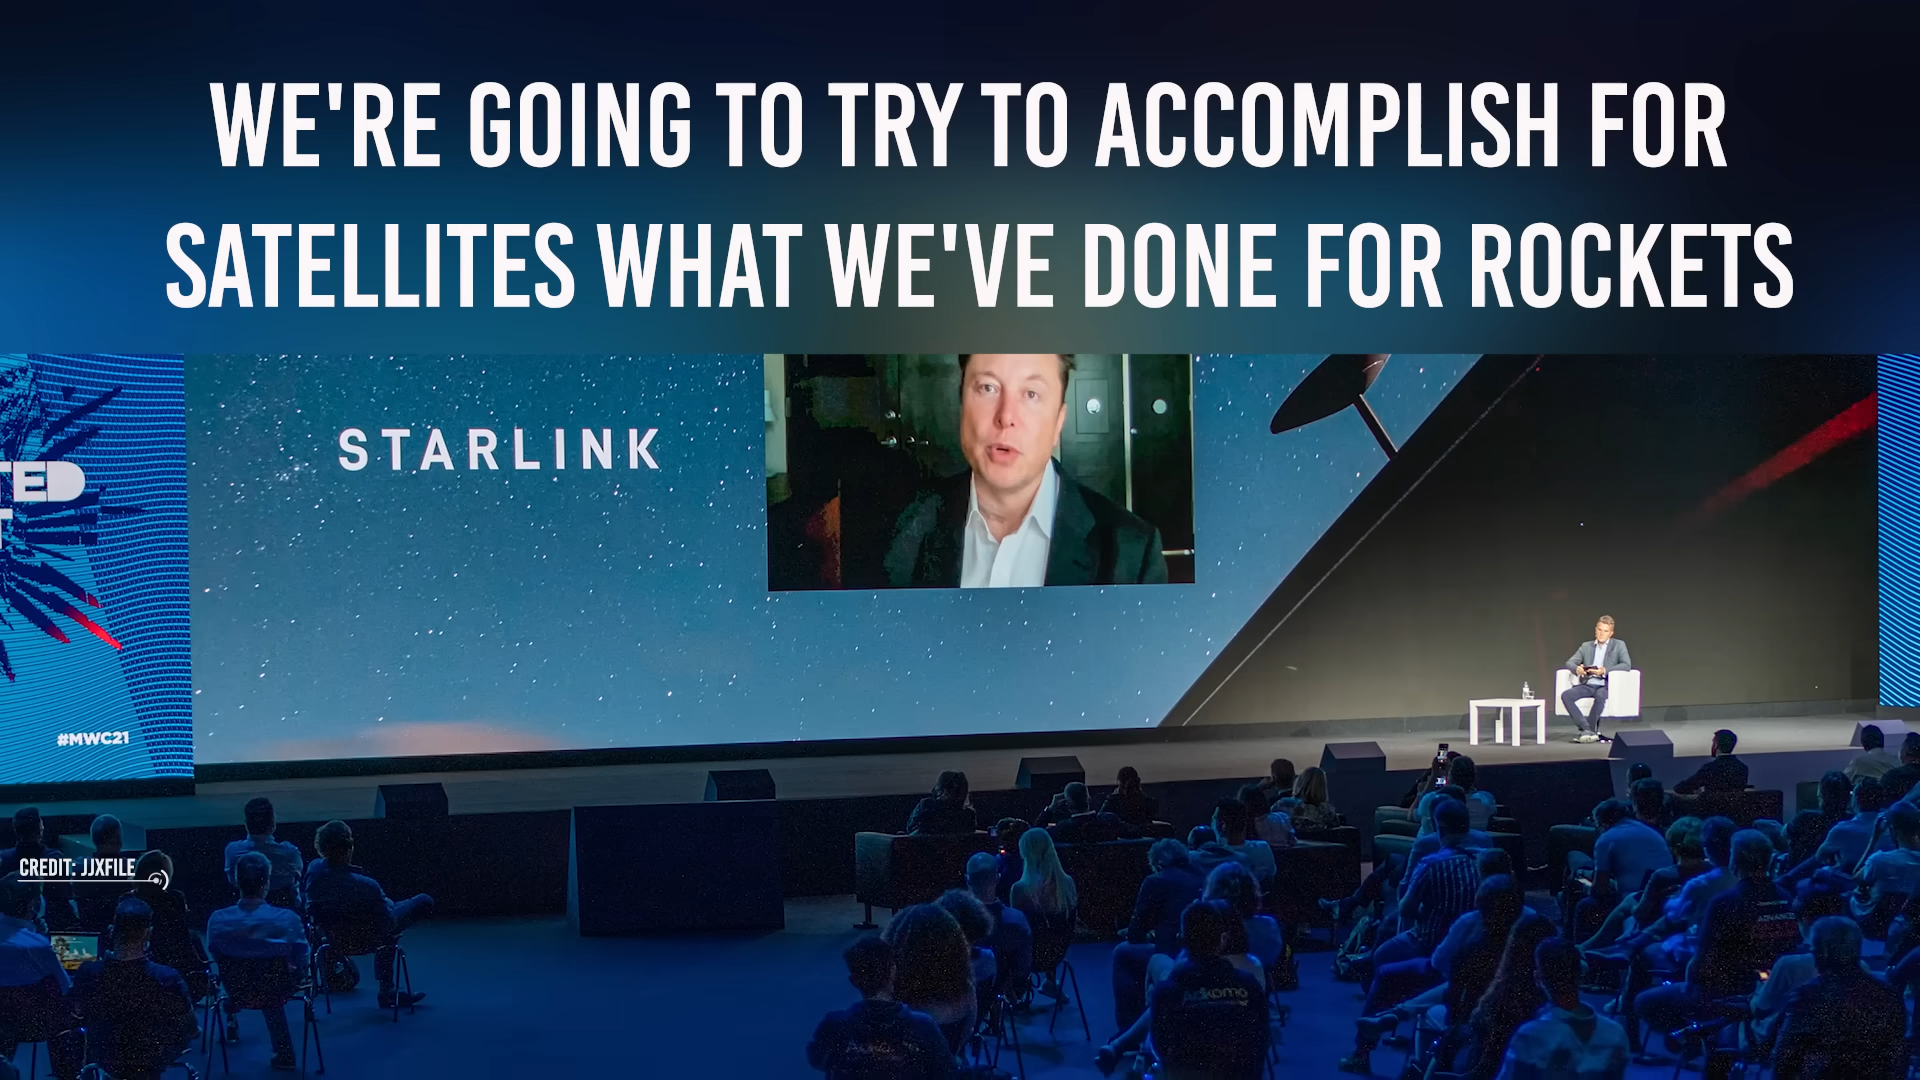 WE'RE GOING TO TRY TO ACCOMPLISH FOR
SATELLITES WHAT WE'VE DONE FOR ROCKETS
STARLINK
TED
T
#MWC21
CREDIT: JJXFILE